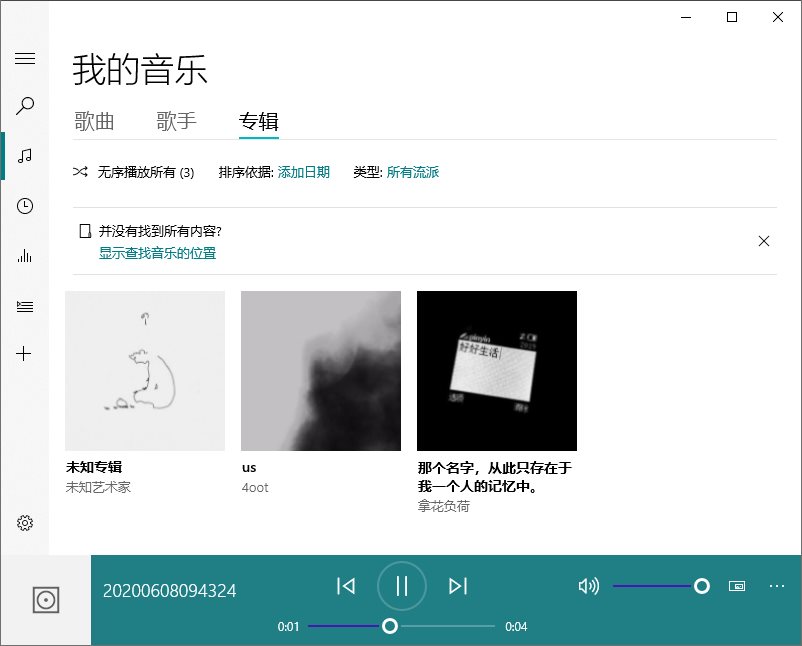 我的音乐
歌曲 歌手 专辑
无序播放所有 (3) 排序依据: 添加日期 类型: 所有流派
并没有找到所有内容?
显示查找音乐的位置
pinyin
好好生活
选项
未知专辑
未知艺术家
us
4oot
那个名字，从此只存在于
我一个人的记忆中。
拿花负荷
20200608094324
0:01 0:04